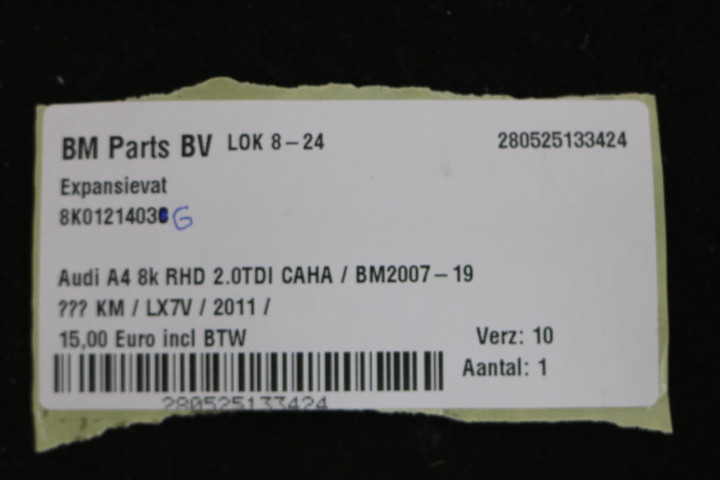 BM Parts BV LOK 8-24 280525133424
Expansievat
8K0121403 G
Audi A4 8k RHD 2.0TDI CAHA / BM2007-19
??? KM / LX7V / 2011 /
15,00 Euro incl BTW Verz: 10
Aantal: 1
280525133424